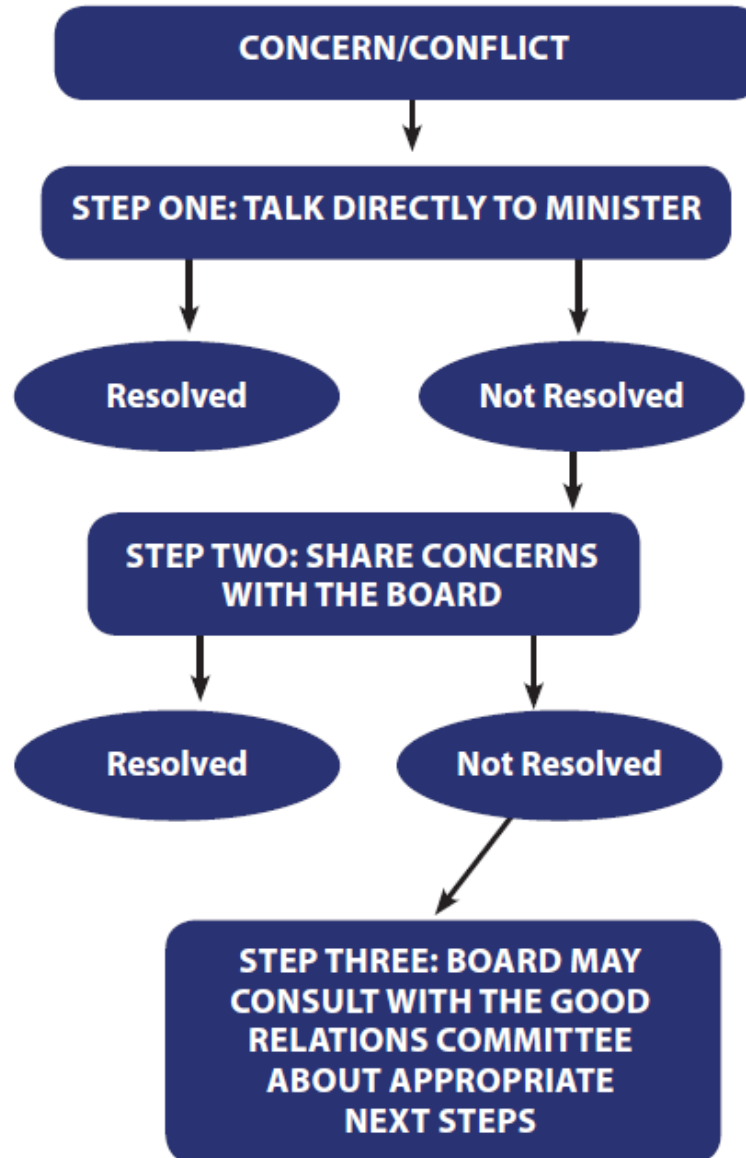 CONCERN/CONFLICT
STEP ONE: TALK DIRECTLY TO MINISTER
Resolved
Not Resolved
STEP TWO: SHARE CONCERNS
WITH THE BOARD
Resolved
Not Resolved
STEP THREE: BOARD MAY
CONSULT WITH THE GOOD
RELATIONS COMMITTEE
ABOUT APPROPRIATE
NEXT STEPS